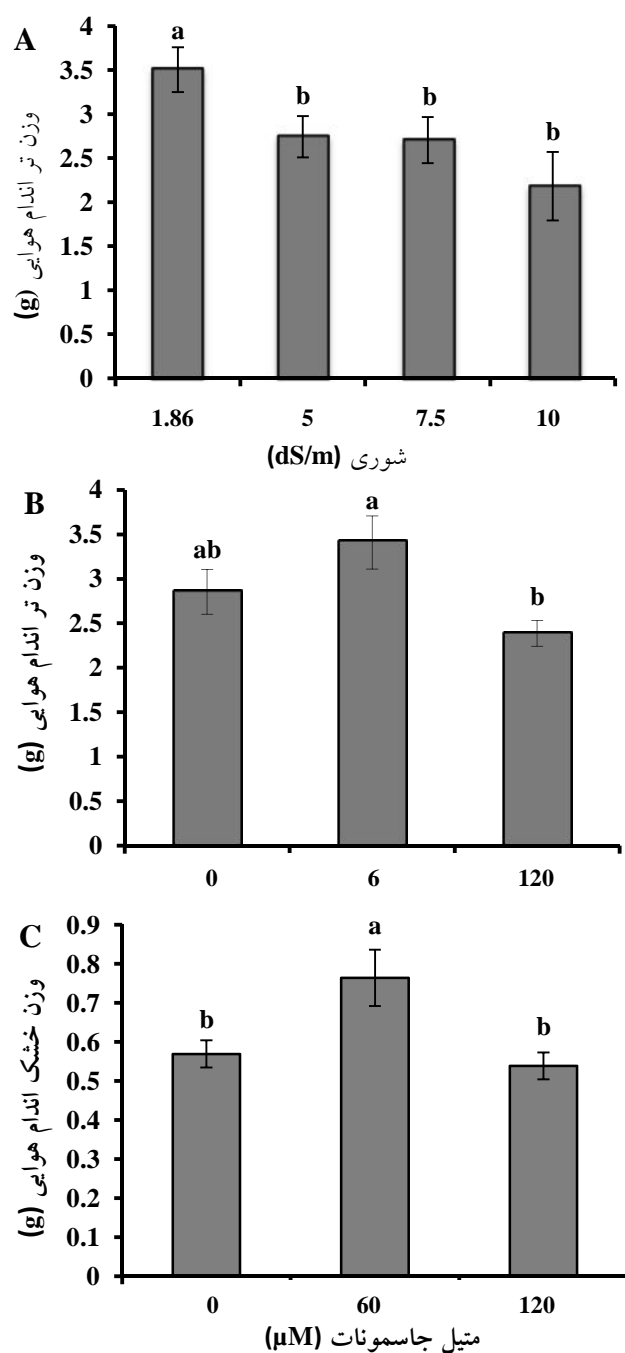 A
وزن تر اندام هوایی (g)
4
3.5
3
2.5
2
1.5
1
0.5
0
a
b
b
b
1.86 5 7.5 10
شوری (dS/m)
B
وزن تر اندام هوایی (g)
4
3.5
3
2.5
2
1.5
1
0.5
0
ab
a
b
0 6 120
C
وزن خشک اندام هوایی (g)
0.9
0.8
0.7
0.6
0.5
0.4
0.3
0.2
0.1
0
b
a
b
0 60 120
متیل جاسمونات (µM)